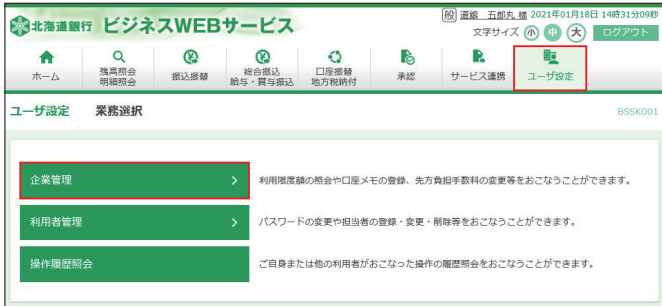 北海道銀行 ビジネスWEBサービス
般 道銀 五郎丸 様 2021年01月18日 14時31分09秒
文字サイズ 小 中 大 ログアウト
ホーム
残高照会
明細照会
振込振替
総合振込
給与・賞与振込
口座振替
地方税納付
承認
サービス連携
ユーザ設定
ユーザ設定 業務選択 BSSK001
企業管理 利用限度額の照会や口座メモの登録、先方負担手数料の変更等をおこなうことができます。
利用者管理 パスワードの変更や担当者の登録・変更・削除等をおこなうことができます。
操作履歴照会 ご自身または他の利用者がおこなった操作の履歴照会をおこなうことができます。